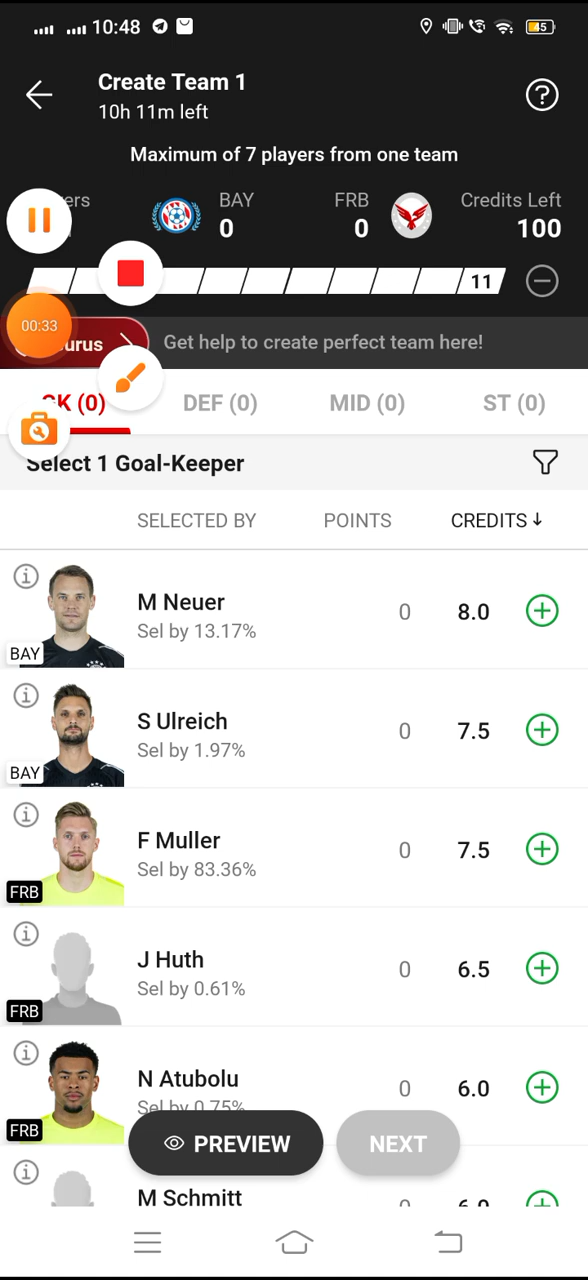 10:48
45
Create Team 1
10h 11m left
Maximum of 7 players from one team
BAY
0
FRB
0
Credits Left
100
11
00:33
Get help to create perfect team here!
GK (0)
DEF (0)
MID (0)
ST (0)
Select 1 Goal-Keeper
SELECTED BY
POINTS
CREDITS
M Neuer
Sel by 13.17%
0
8.0
BAY
S Ulreich
Sel by 1.97%
0
7.5
BAY
F Muller
Sel by 83.36%
0
7.5
FRB
J Huth
Sel by 0.61%
0
6.5
FRB
N Atubolu
Sel by 0.75%
0
6.0
FRB
PREVIEW
NEXT
M Schmitt
0
6.0